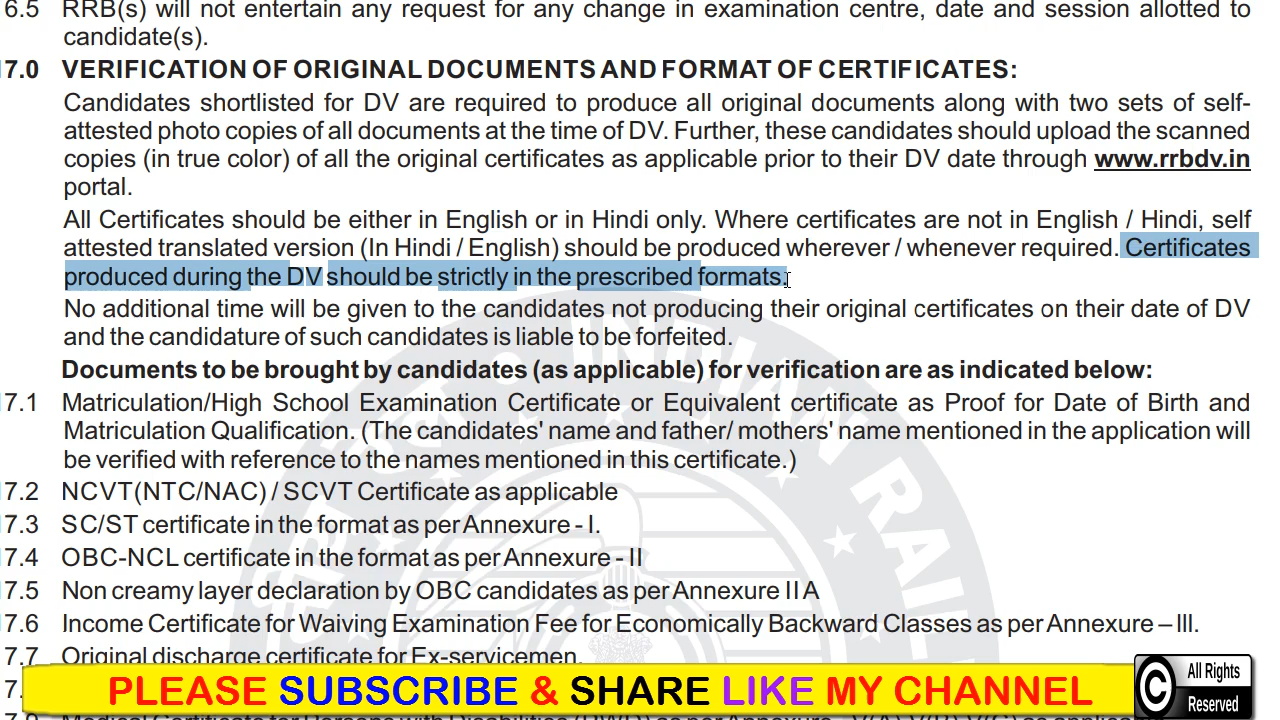 6.5 RRB(s) will not entertain any request for any change in examination centre, date and session allotted to
candidate(s).
17.0 VERIFICATION OF ORIGINAL DOCUMENTS AND FORMAT OF CERTIFICATES:
Candidates shortlisted for DV are required to produce all original documents along with two sets of self-
attested photo copies of all documents at the time of DV. Further, these candidates should upload the scanned
copies (in true color) of all the original certificates as applicable prior to their DV date through www.rrbdv.in
portal.
All Certificates should be either in English or in Hindi only. Where certificates are not in English / Hindi, self
attested translated version (In Hindi / English) should be produced wherever / whenever required. Certificates
produced during the DV should be strictly in the prescribed formats.
No additional time will be given to the candidates not producing their original certificates on their date of DV
and the candidature of such candidates is liable to be forfeited.
Documents to be brought by candidates (as applicable) for verification are as indicated below:
17.1 Matriculation/High School Examination Certificate or Equivalent certificate as Proof for Date of Birth and
Matriculation Qualification. (The candidates' name and father/ mothers' name mentioned in the application will
be verified with reference to the names mentioned in this certificate.)
17.2 NCVT(NTC/NAC) / SCVT Certificate as applicable
17.3 SC/ST certificate in the format as per Annexure - I.
17.4 OBC-NCL certificate in the format as per Annexure - II
17.5 Non creamy layer declaration by OBC candidates as per Annexure II A
17.6 Income Certificate for Waiving Examination Fee for Economically Backward Classes as per Annexure – III.
7.7 Original discharge certificate for Ex-servicemen.
PLEASE SUBSCRIBE & SHARE LIKE MY CHANNEL
All Rights
Reserved
INDIAN RAIL